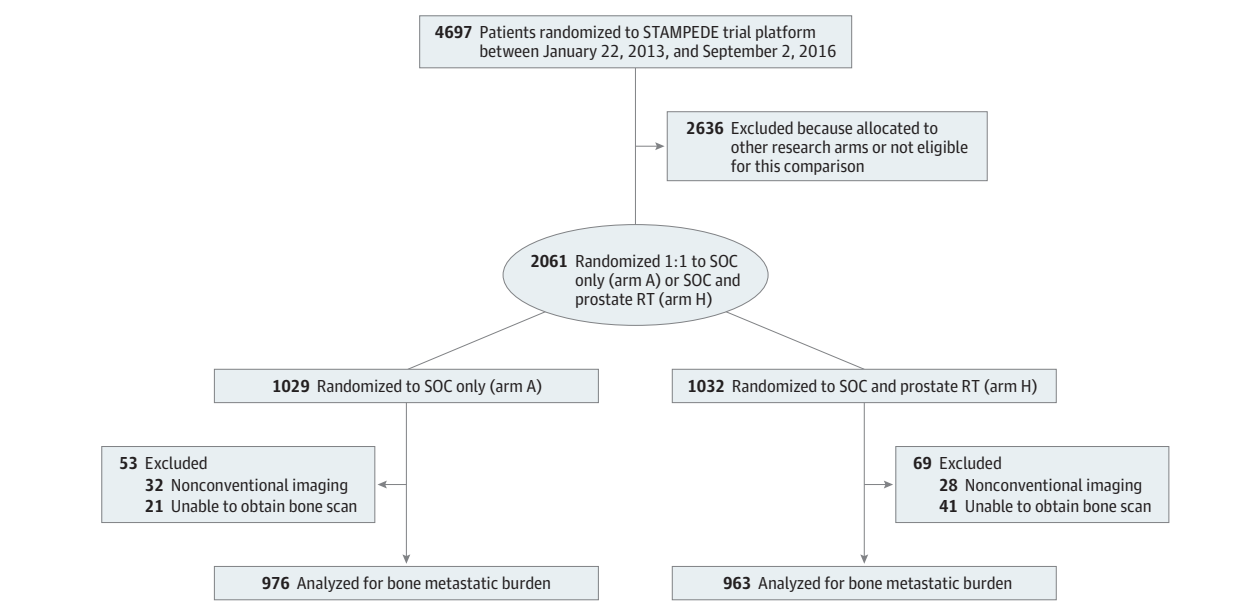 4697 Patients randomized to STAMPEDE trial platform
between January 22, 2013, and September 2, 2016
2636 Excluded because allocated to
other research arms or not eligible
for this comparison
2061 Randomized 1:1 to SOC
only (arm A) or SOC and
prostate RT (arm H)
1029 Randomized to SOC only (arm A)
1032 Randomized to SOC and prostate RT (arm H)
53 Excluded
32 Nonconventional imaging
21 Unable to obtain bone scan
69 Excluded
28 Nonconventional imaging
41 Unable to obtain bone scan
976 Analyzed for bone metastatic burden
963 Analyzed for bone metastatic burden